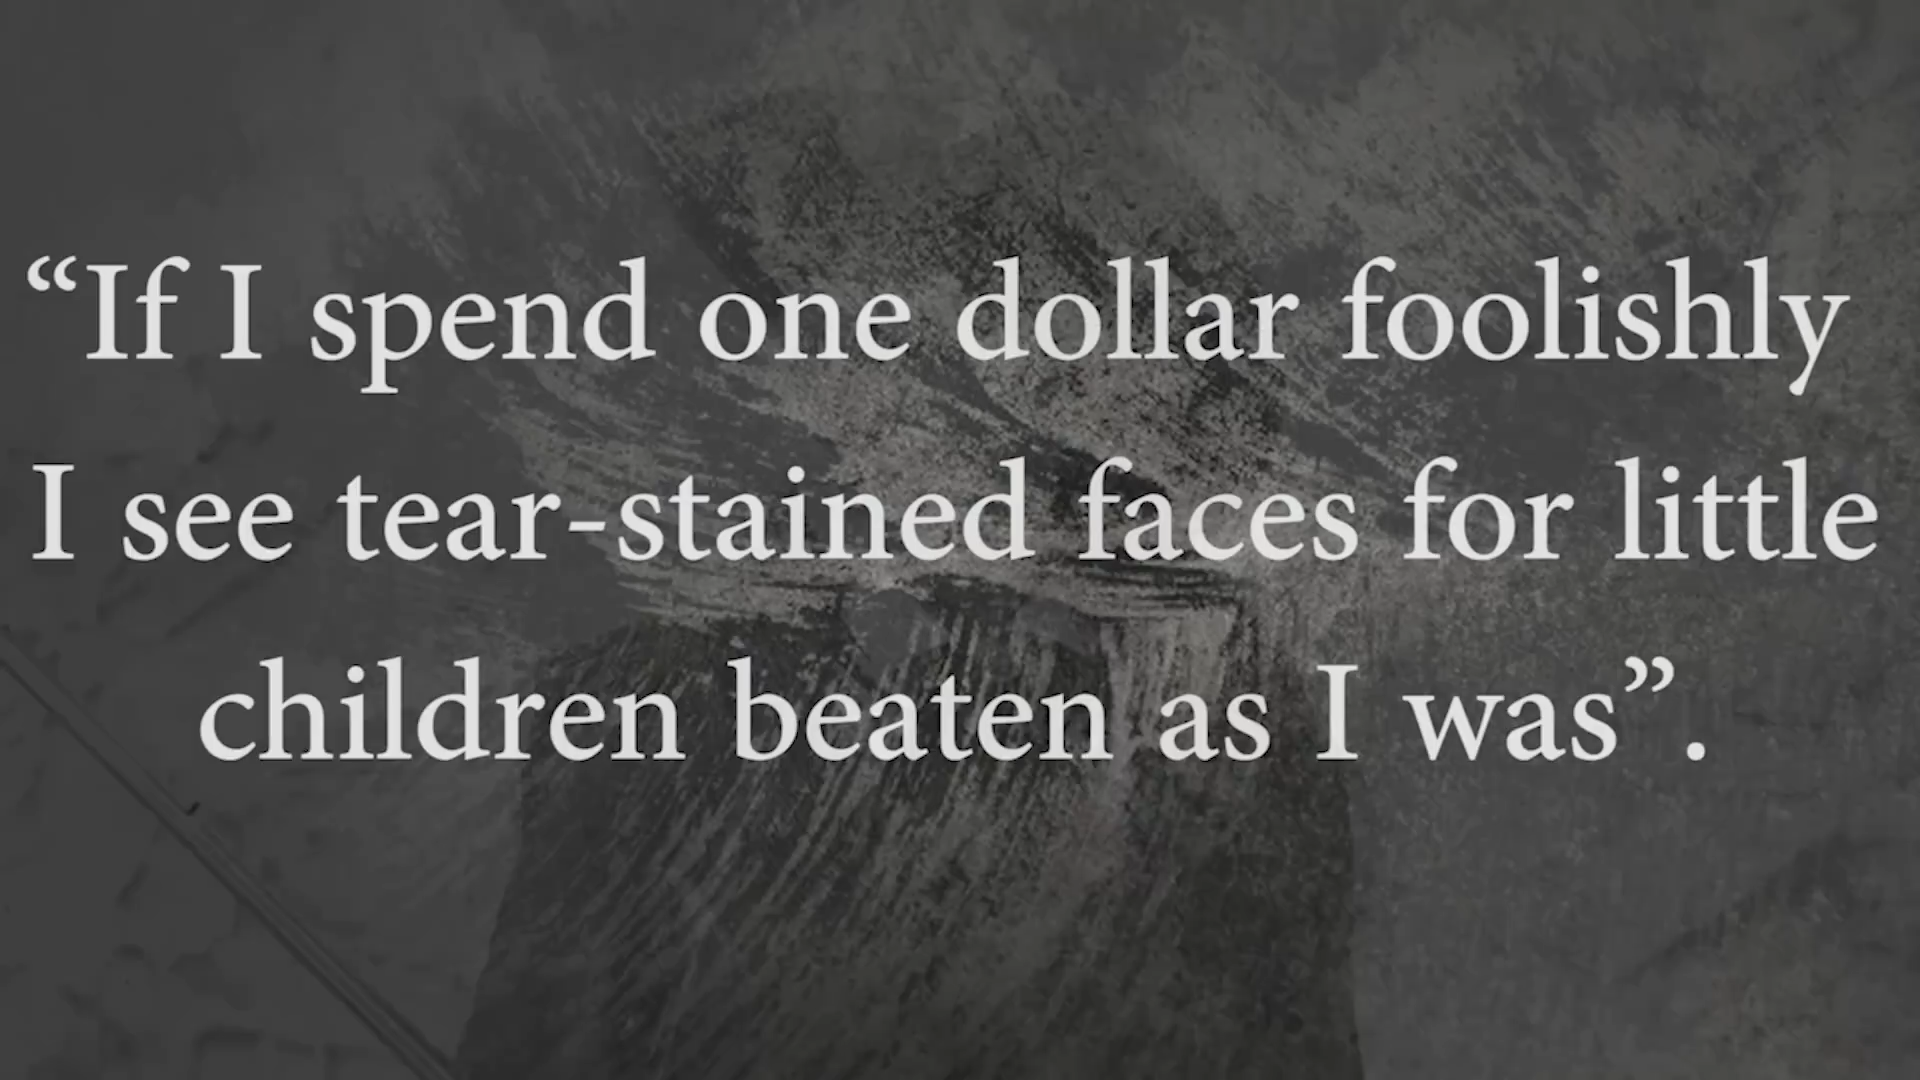 “If I spend one dollar foolishly
I see tear-stained faces for little
children beaten as I was”.